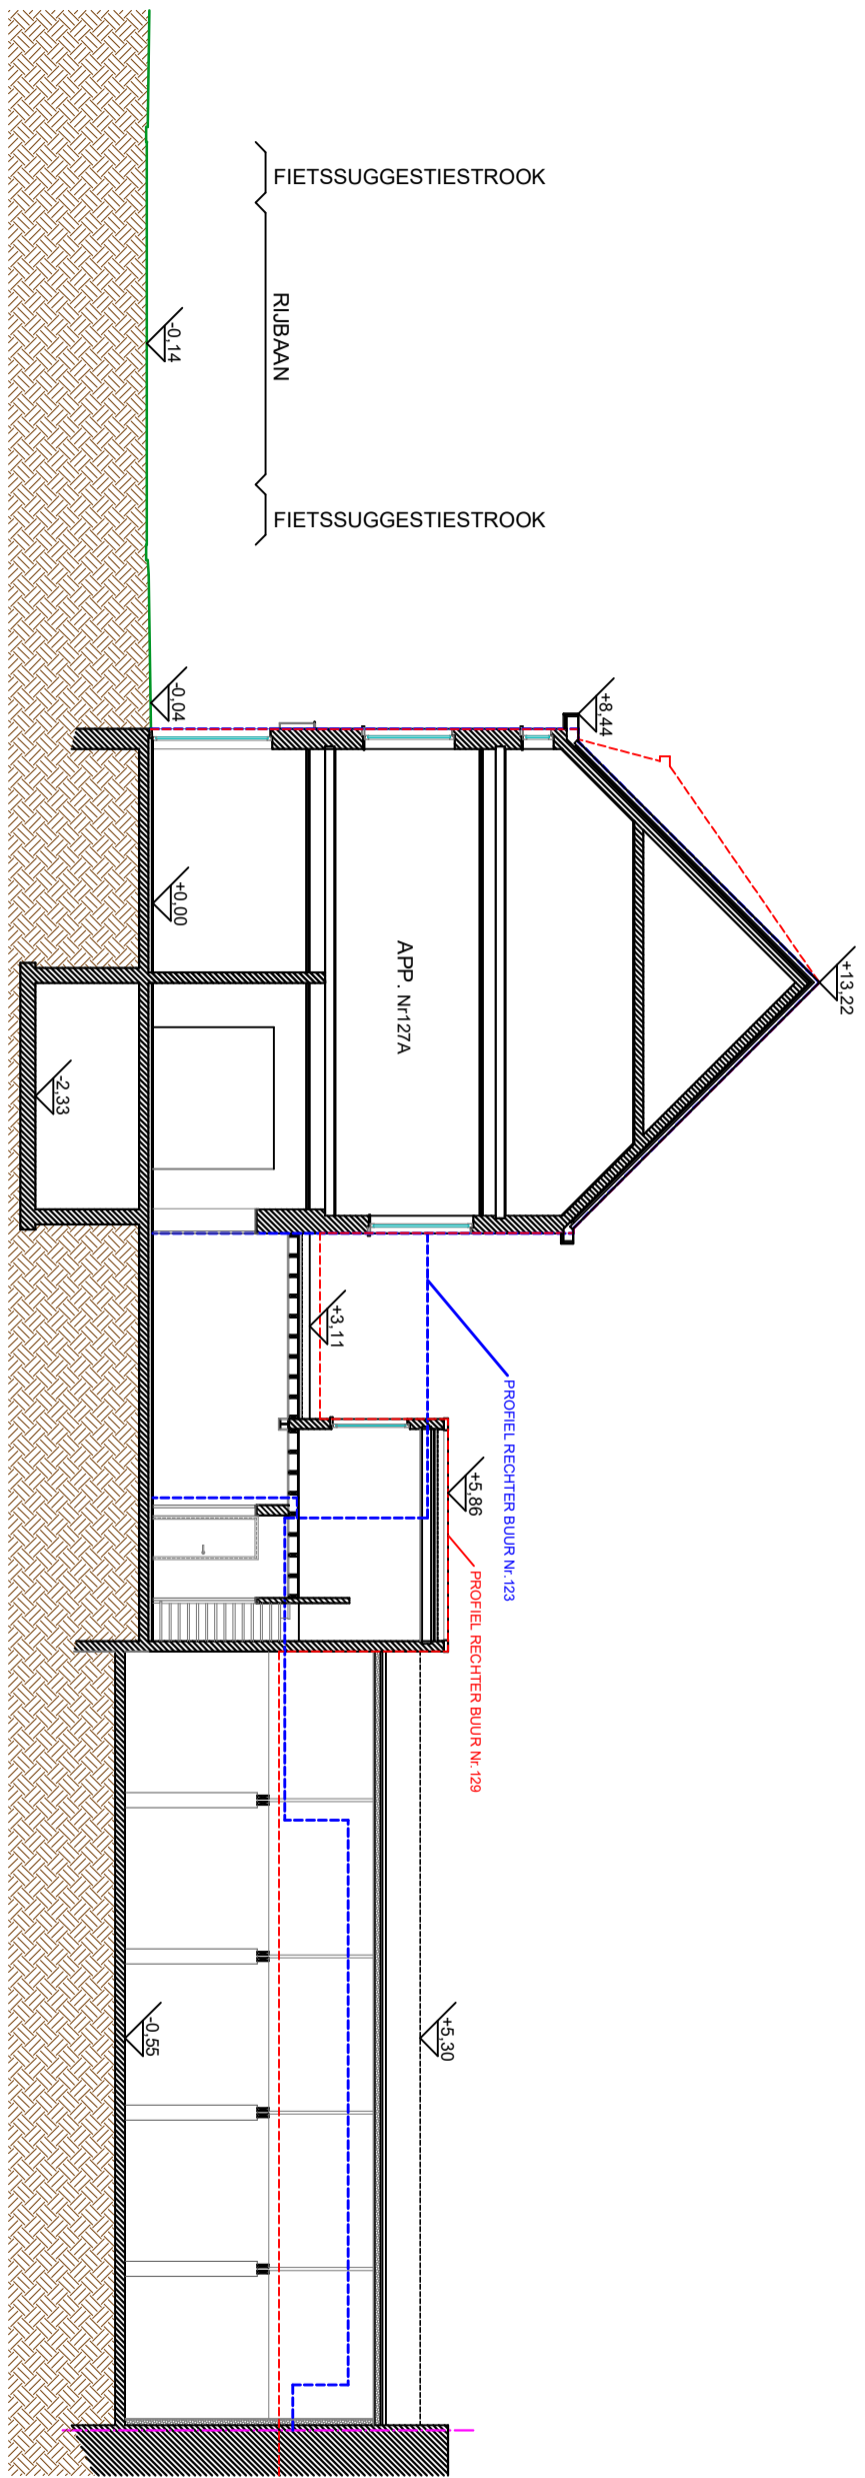 FIETSSUGGESTIESTROOK
RIJBAAN
-0,14
FIETSSUGGESTIESTROOK
-0,04
+8,44
+0,00
APP. Nr127A
+13,22
-2,33
+3,11
PROFIEL RECHTER BUUR Nr.123
+5,86
PROFIEL RECHTER BUUR Nr.129
-0,55
+5,30